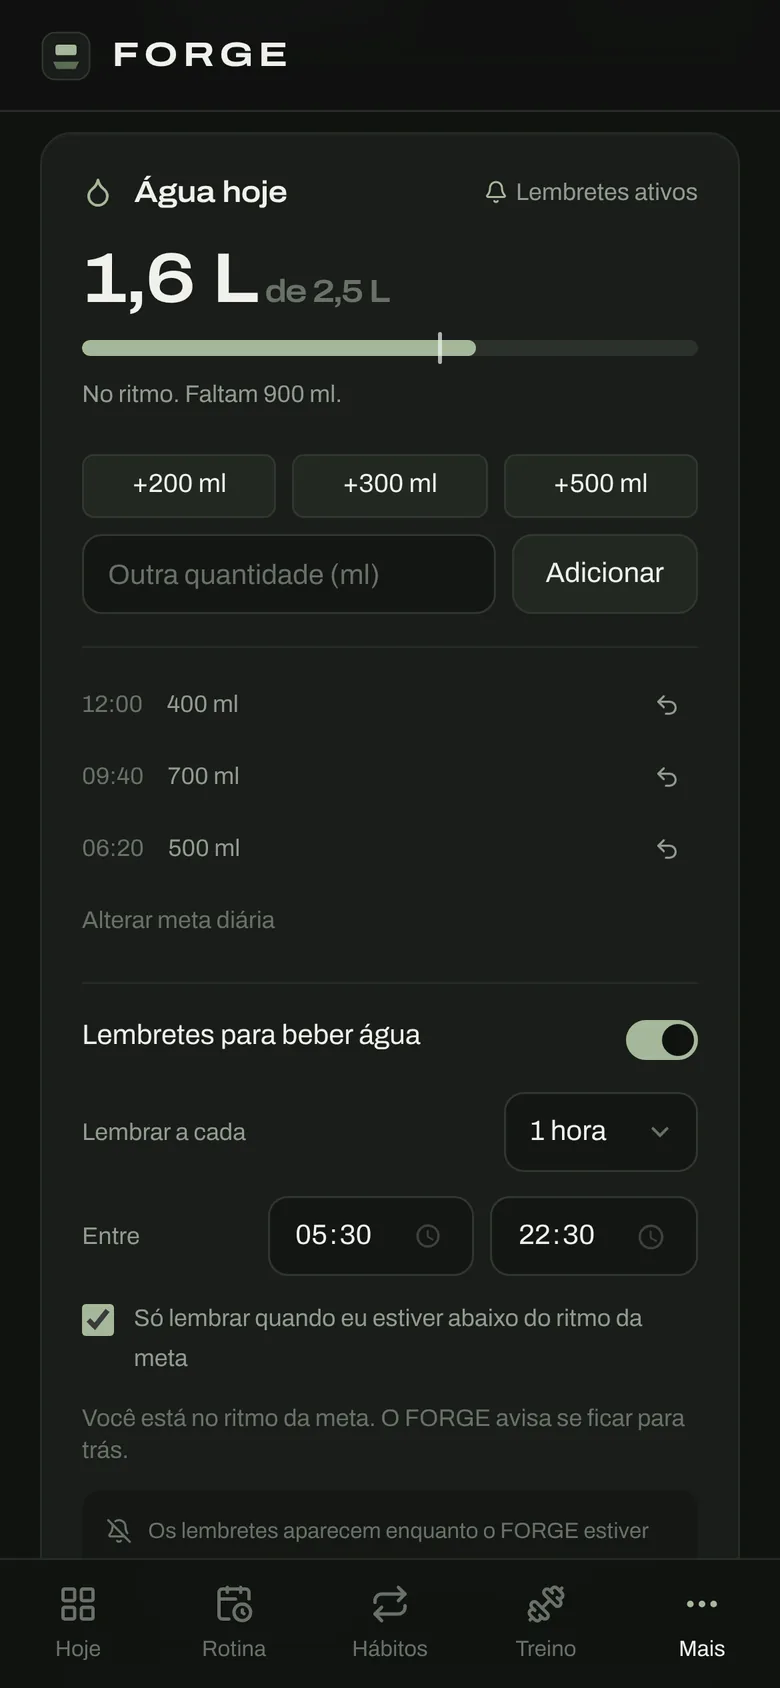 FORGE
Água hoje
Lembretes ativos
1,6 L de 2,5 L
No ritmo. Faltam 900 ml.
+200 ml
+300 ml
+500 ml
Outra quantidade (ml)
Adicionar
12:00 400 ml
09:40 700 ml
06:20 500 ml
Alterar meta diária
Lembretes para beber água
Lembrar a cada
1 hora
Entre
05:30
22:30
Só lembrar quando eu estiver abaixo do ritmo da
meta
Você está no ritmo da meta. O FORGE avisa se ficar para
trás.
Os lembretes aparecem enquanto o FORGE estiver
Hoje
Rotina
Hábitos
Treino
Mais